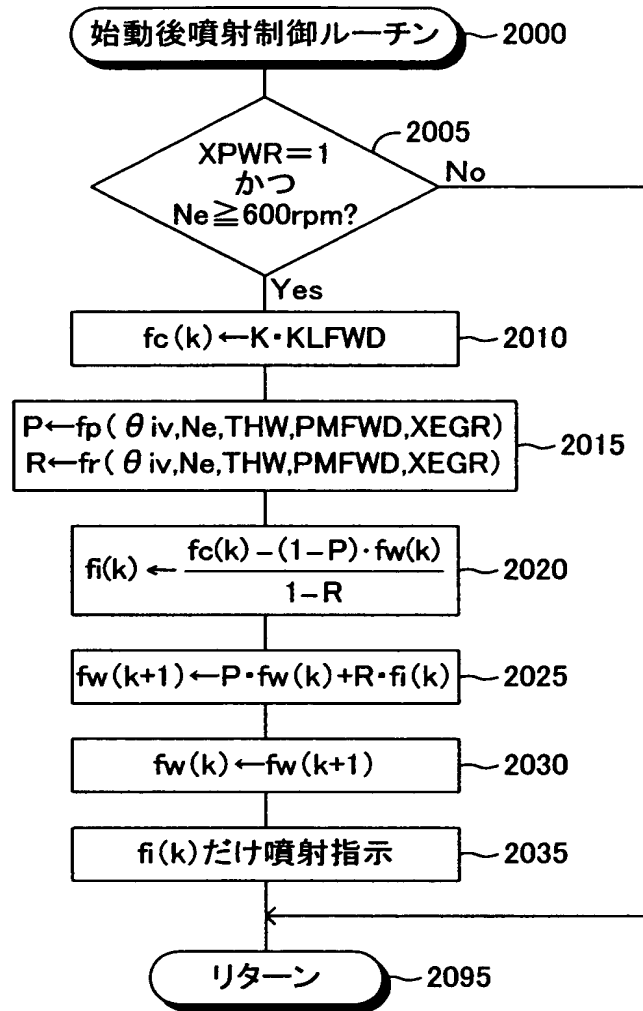 始動後噴射制御ルーチン 2000
2005
XPWR=1
かつ
Ne≧600rpm?
No
Yes
fc(k)←K・KLFWD 2010
P←fp(θiv,Ne,THW,PMFWD,XEGR)
R←fr(θiv,Ne,THW,PMFWD,XEGR)
2015
fi(k)← fc(k)-(1-P)・fw(k)
1-R
2020
fw(k+1)←P・fw(k)+R・fi(k) 2025
fw(k)←fw(k+1) 2030
fi(k)だけ噴射指示 2035
リターン 2095